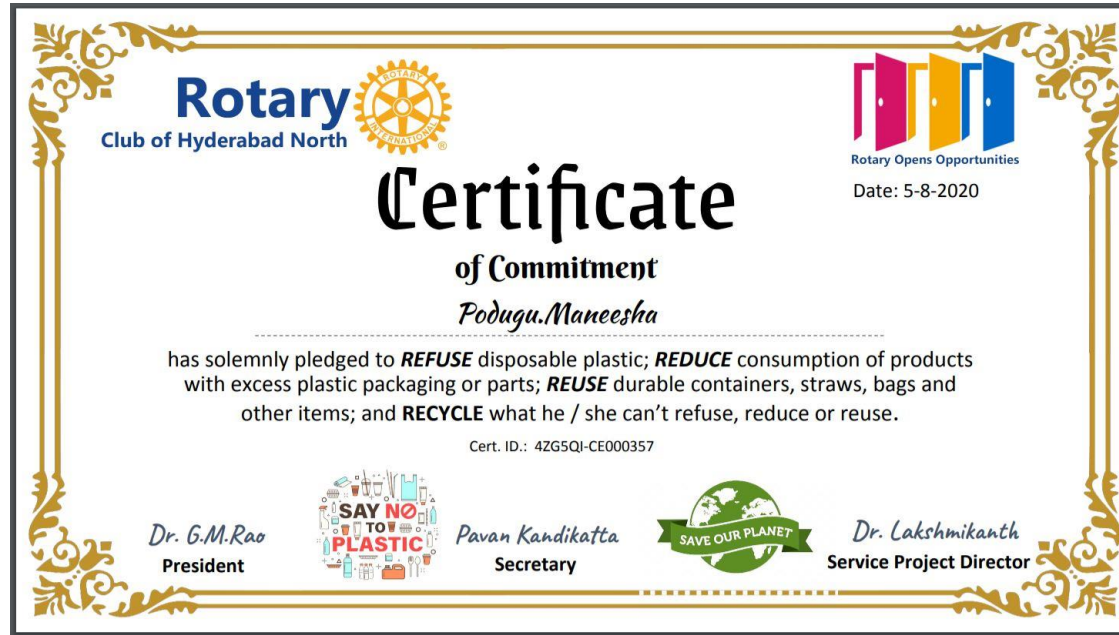 Rotary
Club of Hyderabad North
ROTARY
INTERNATIONAL
®
Rotary Opens Opportunities
Date: 5-8-2020
Certificate
of Commitment
Podugu.Maneesha
has solemnly pledged to REFUSE disposable plastic; REDUCE consumption of products
with excess plastic packaging or parts; REUSE durable containers, straws, bags and
other items; and RECYCLE what he / she can’t refuse, reduce or reuse.
Cert. ID.: 4ZG5QI-CE000357
Dr. G.M.Rao
President
SAY NO
TO
PLASTIC
Pavan Kandikatta
Secretary
SAVE OUR PLANET
Dr. Lakshmikanth
Service Project Director